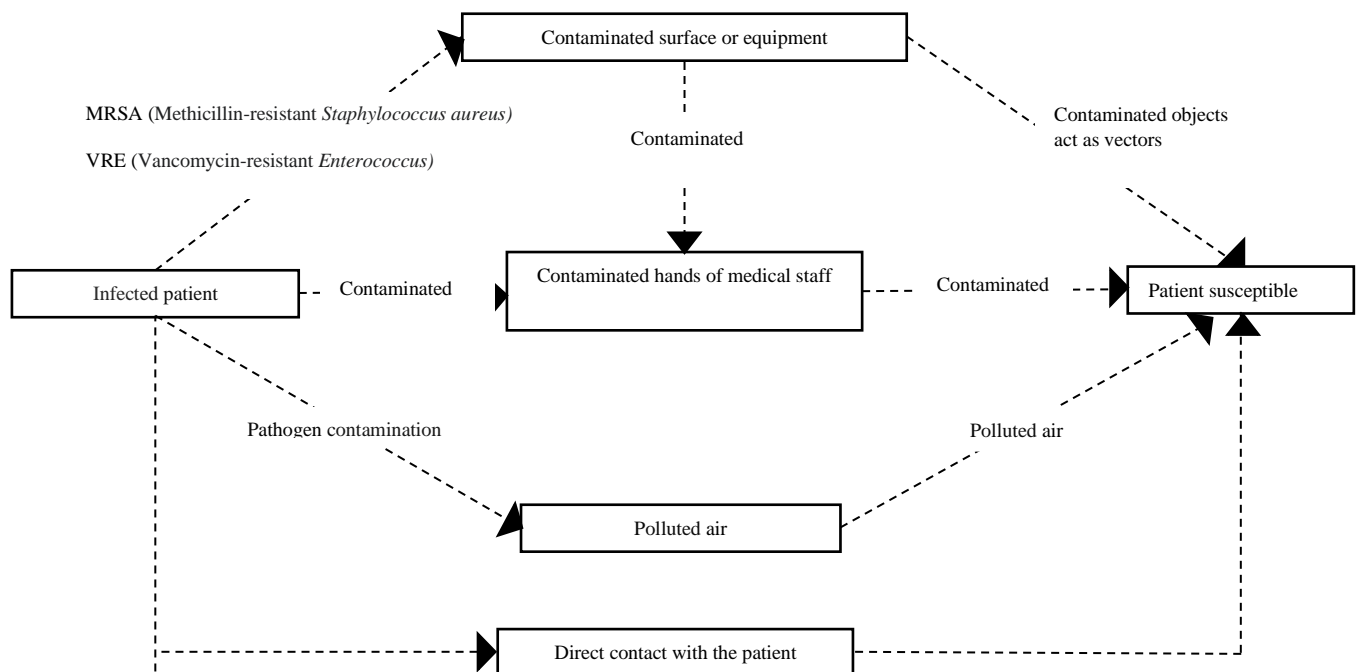 Contaminated surface or equipment
MRSA (Methicillin-resistant Staphylococcus aureus)
VRE (Vancomycin-resistant Enterococcus)
Contaminated
Contaminated objects
act as vectors
Infected patient
Contaminated
Contaminated hands of medical staff
Contaminated
Patient susceptible
Pathogen contamination
Polluted air
Polluted air
Direct contact with the patient